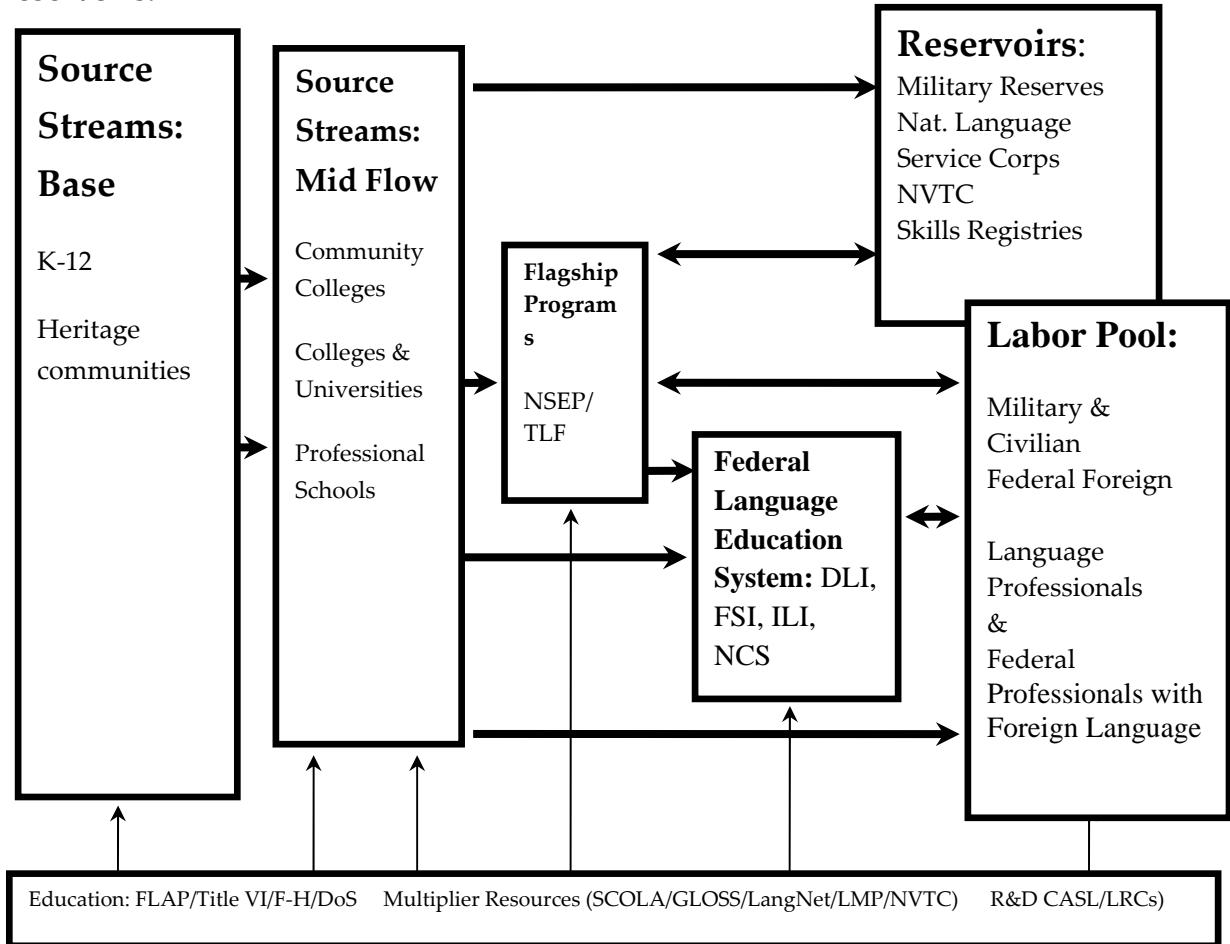 Source
Streams:
Base
K-12
Heritage
communities
Source
Streams:
Mid Flow
Community
Colleges
Colleges &
Universities
Professional
Schools
Flagship
Program
s
NSEP/
TLF
Federal
Language
Education
System: DLI,
FSI, ILI,
NCS
Reservoirs:
Military Reserves
Nat. Language
Service Corps
NVTC
Skills Registries
Labor Pool:
Military &
Civilian
Federal Foreign
Language
Professionals
&
Federal
Professionals with
Foreign Language
Education: FLAP/Title VI/F-H/DoS Multiplier Resources (SCOLA/GLOSS/LangNet/LMP/NVTC) R&D CASL/LRCs)